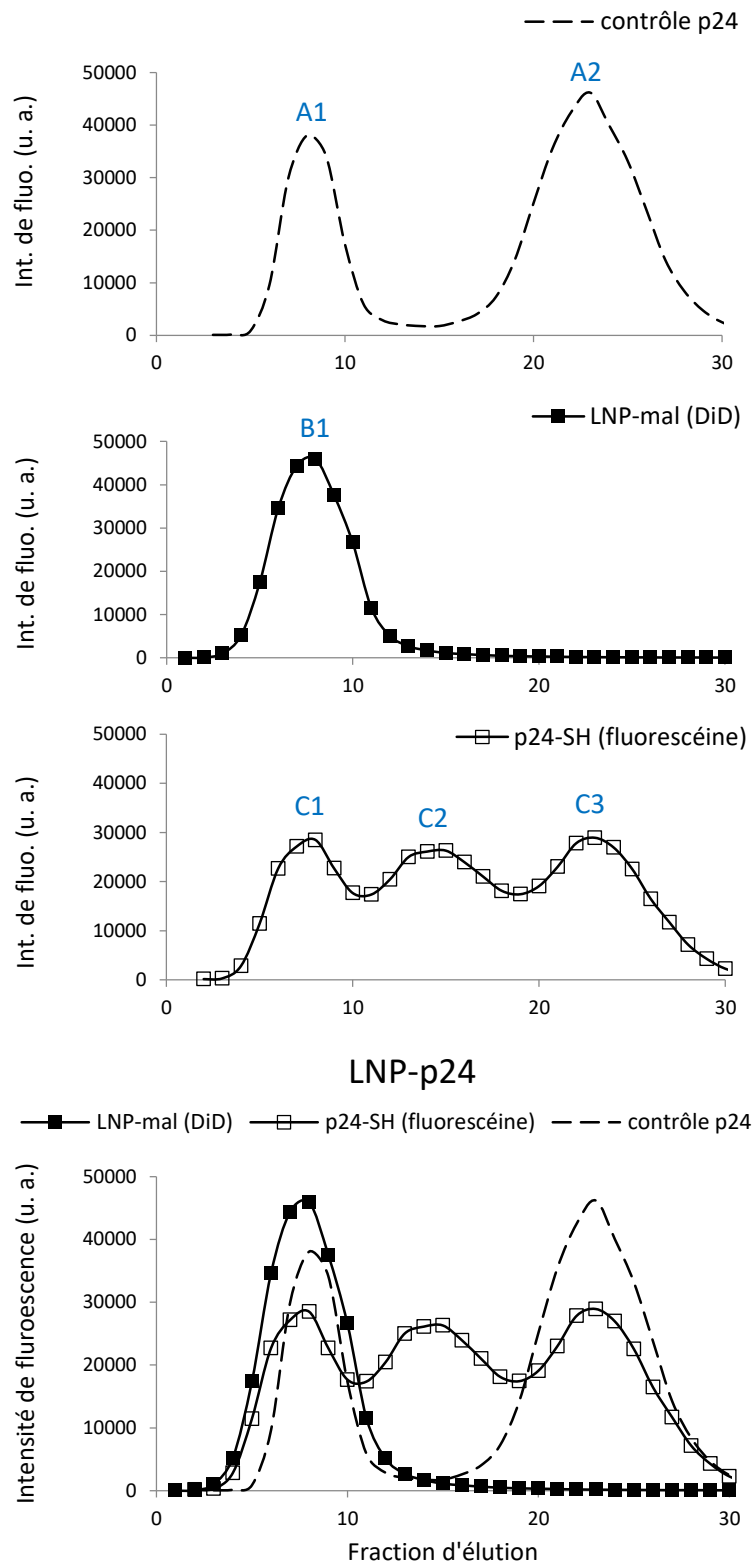 contrôle p24
50000
A2
A1
40000
30000
20000
10000
0
0 10 20 30
Int. de fluo. (u. a.)
LNP-mal (DiD)
50000
B1
40000
30000
20000
10000
0
0 10 20 30
Int. de fluo. (u. a.)
p24-SH (fluorescéine)
50000
40000
C1 C2 C3
30000
20000
10000
0
0 10 20 30
Int. de fluo. (u. a.)
LNP-p24
LNP-mal (DiD) p24-SH (fluorescéine) contrôle p24
50000
40000
30000
20000
10000
0
0 10 20 30
Intensité de fluroescence (u. a.)
Fraction d'élution